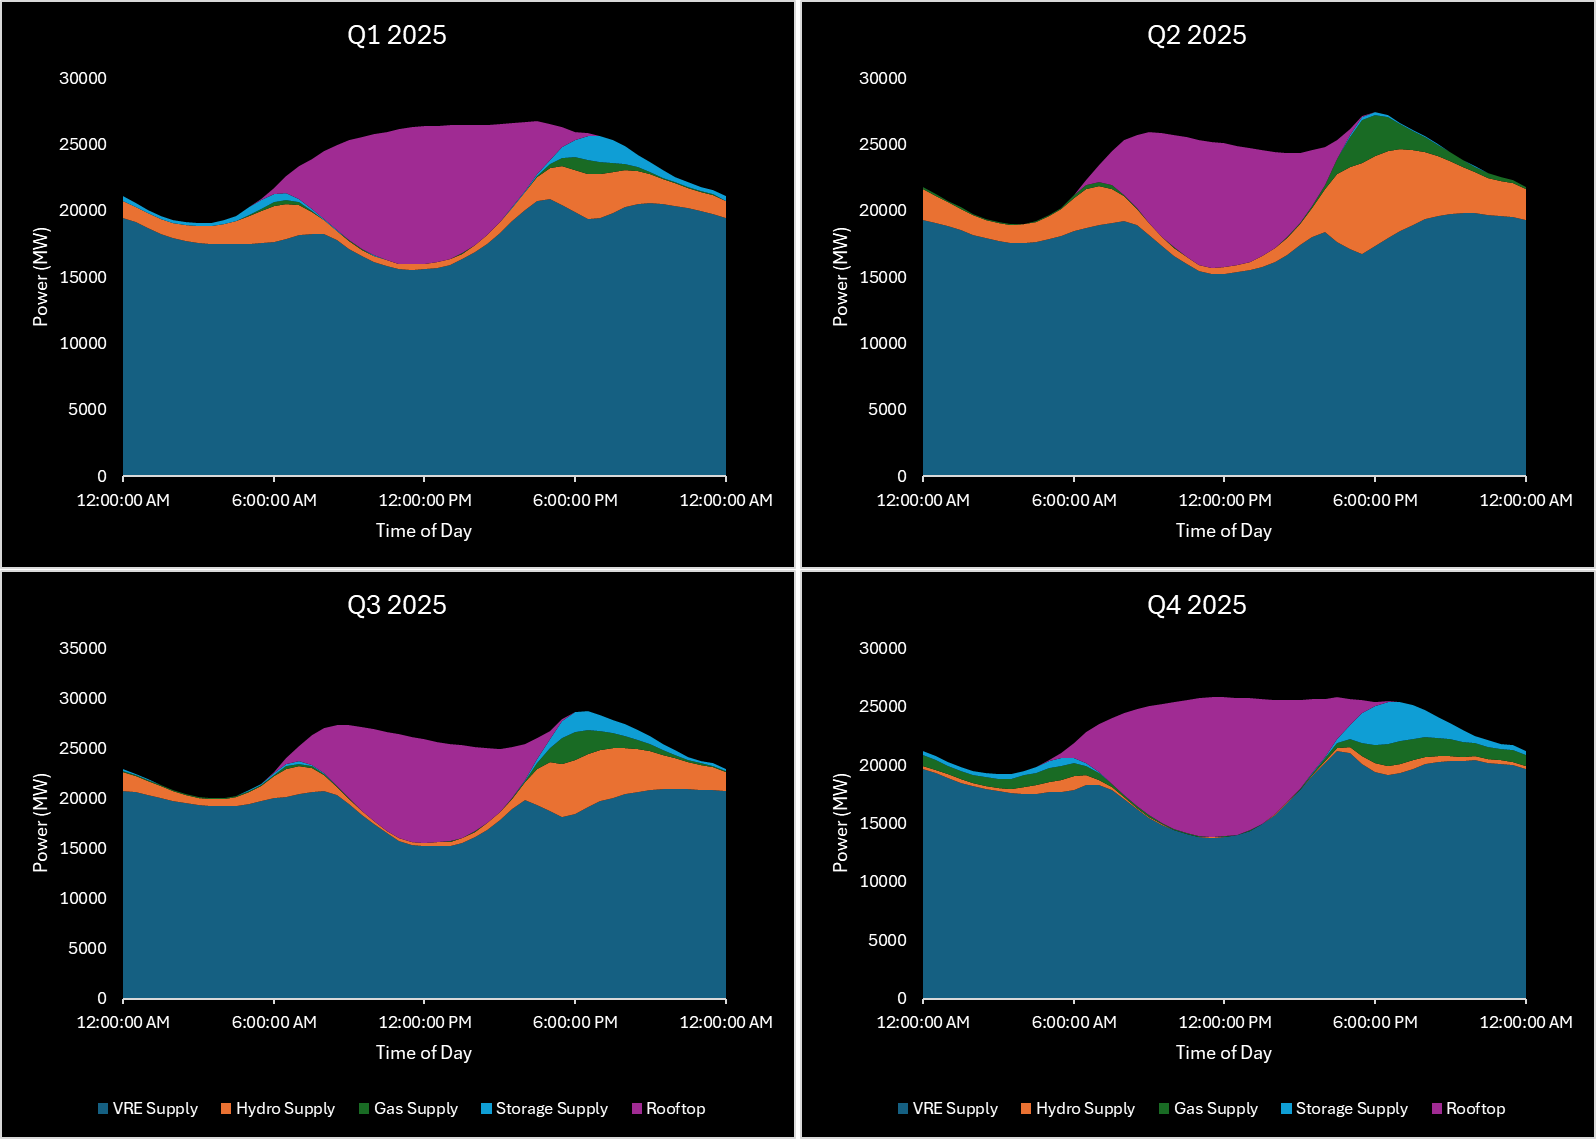 Q1 2025
30000
25000
20000
15000
10000
5000
0
Power (MW)
12:00:00 AM 6:00:00 AM 12:00:00 PM 6:00:00 PM 12:00:00 AM
Time of Day
Q2 2025
30000
25000
20000
15000
10000
5000
0
Power (MW)
12:00:00 AM 6:00:00 AM 12:00:00 PM 6:00:00 PM 12:00:00 AM
Time of Day
Q3 2025
35000
30000
25000
20000
15000
10000
5000
0
Power (MW)
12:00:00 AM 6:00:00 AM 12:00:00 PM 6:00:00 PM 12:00:00 AM
Time of Day
VRE Supply Hydro Supply Gas Supply Storage Supply Rooftop
Q4 2025
30000
25000
20000
15000
10000
5000
0
Power (MW)
12:00:00 AM 6:00:00 AM 12:00:00 PM 6:00:00 PM 12:00:00 AM
Time of Day
VRE Supply Hydro Supply Gas Supply Storage Supply Rooftop